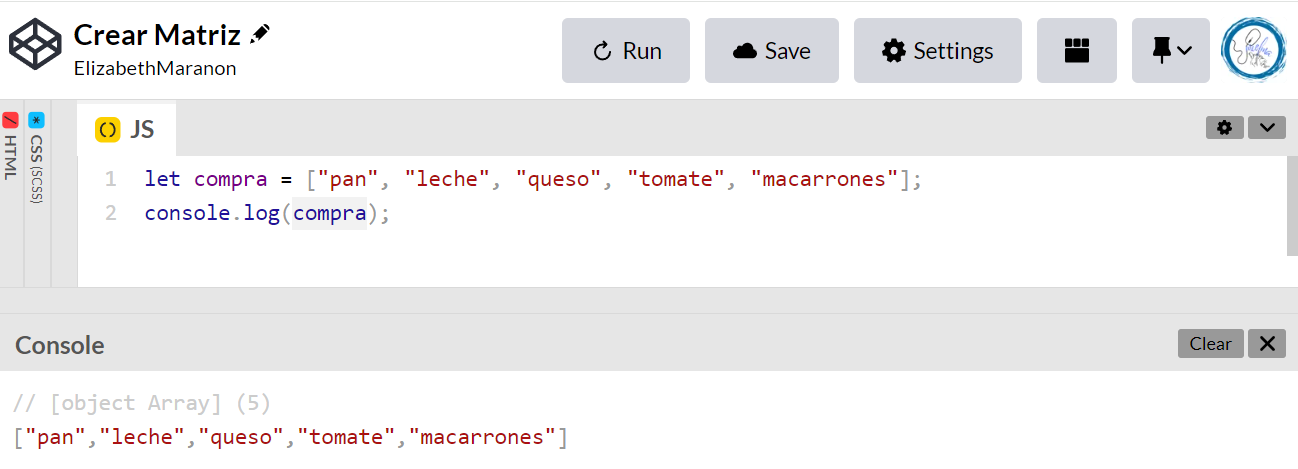 Crear Matriz
ElizabethMaranon
Run
Save
Settings
HTML
CSS (SCSS)
JS
1 let compra = ["pan", "leche", "queso", "tomate", "macarrones"];
2 console.log(compra);
Console
Clear
// [object Array] (5)
["pan","leche","queso","tomate","macarrones"]